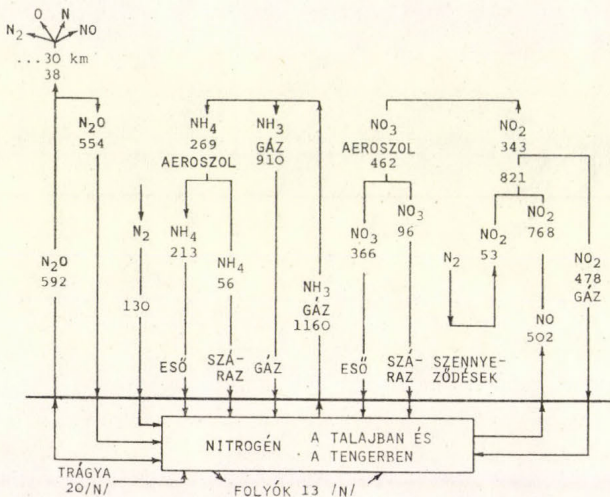 O N
N₂ NO
...30 km
38
N₂O
554
NH₄
269
AEROSZOL
NH₃
GÁZ
910
NO₃
AEROSZOL
462
NO₂
343
821
N₂
NH₄
213
NH₄
56
NO₃
366
NO₃
96
N₂
NO₂
53
NO₂
768
NO₂
478
GÁZ
N₂O
592
130
NH₃
GÁZ
1160
NO
502
ESŐ
SZÁ-
RAZ
GÁZ
ESŐ
SZÁ-
RAZ
SZENNYE-
ZŐDÉSEK
NITROGÉN A TALAJBAN ÉS
A TENGERBEN
TRÁGYA
20/N/
FOLYÓK 13 /N/